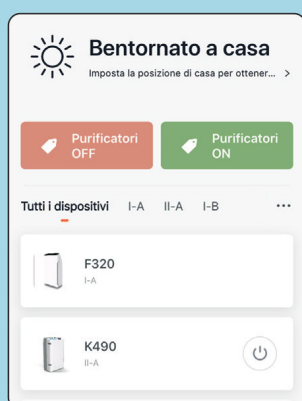 Bentornato a casa
Imposta la posizione di casa per ottener... >
Purificatori
OFF
Purificatori
ON
Tutti i dispositivi I-A II-A I-B ...
F320
I-A
K490
II-A